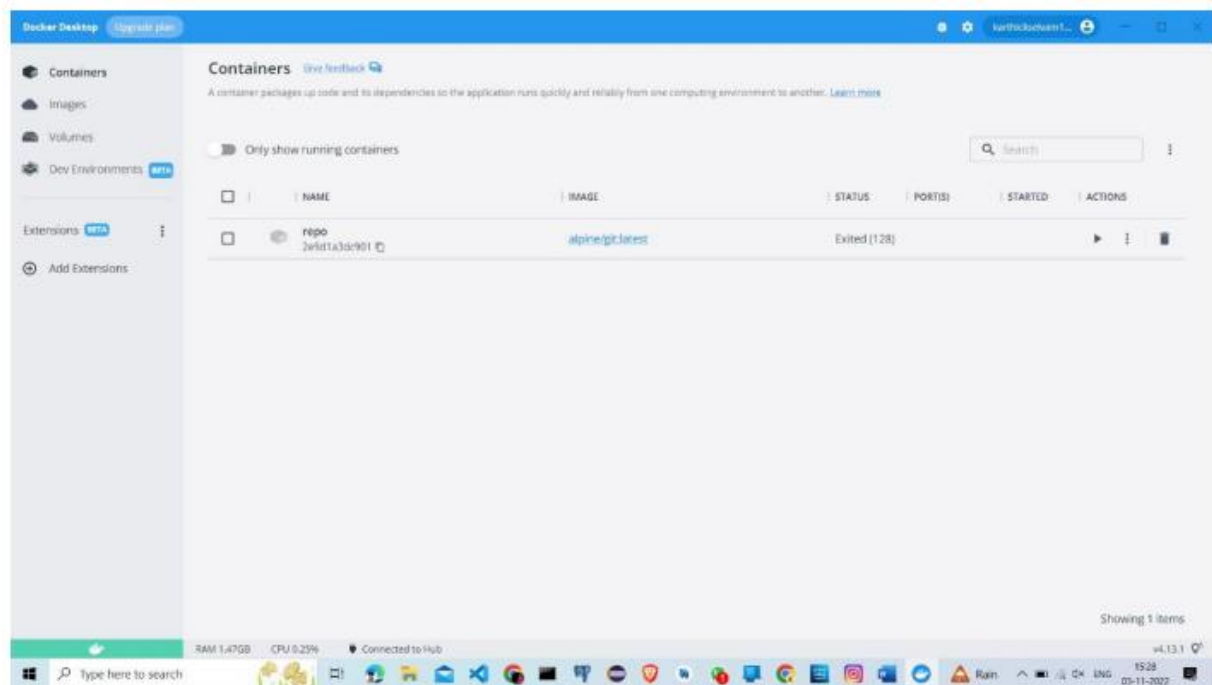 Docker Desktop Upgrade plan
Containers
Images
Volumes
Dev Environments BETA
Extensions BETA
Add Extensions
Containers Give feedback
A container packages up code and its dependencies so the application runs quickly and reliably from one computing environment to another. Learn more
Only show running containers
Search
NAME IMAGE STATUS PORT(S) STARTED ACTIONS
repo alpine/git:latest Exited (128)
Showing 1 items
RAM 1.47GB CPU 0.25% Connected to Hub v4.13.1
Type here to search Rain ENG 15:28
03-11-2022